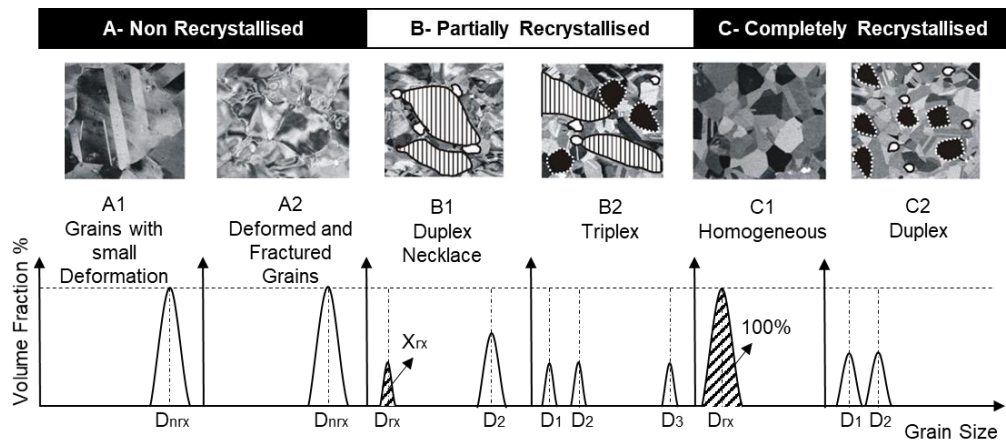 A- Non Recrystallised
B- Partially Recrystallised
C- Completely Recrystallised
A1
Grains with
small
Deformation
A2
Deformed and
Fractured
Grains
B1
Duplex
Necklace
B2
Triplex
C1
Homogeneous
C2
Duplex
Volume Fraction %
Xrx
100%
Dnrx
Dnrx
Drx
D2
D1
D2
D3
Drx
D1
D2
Grain Size